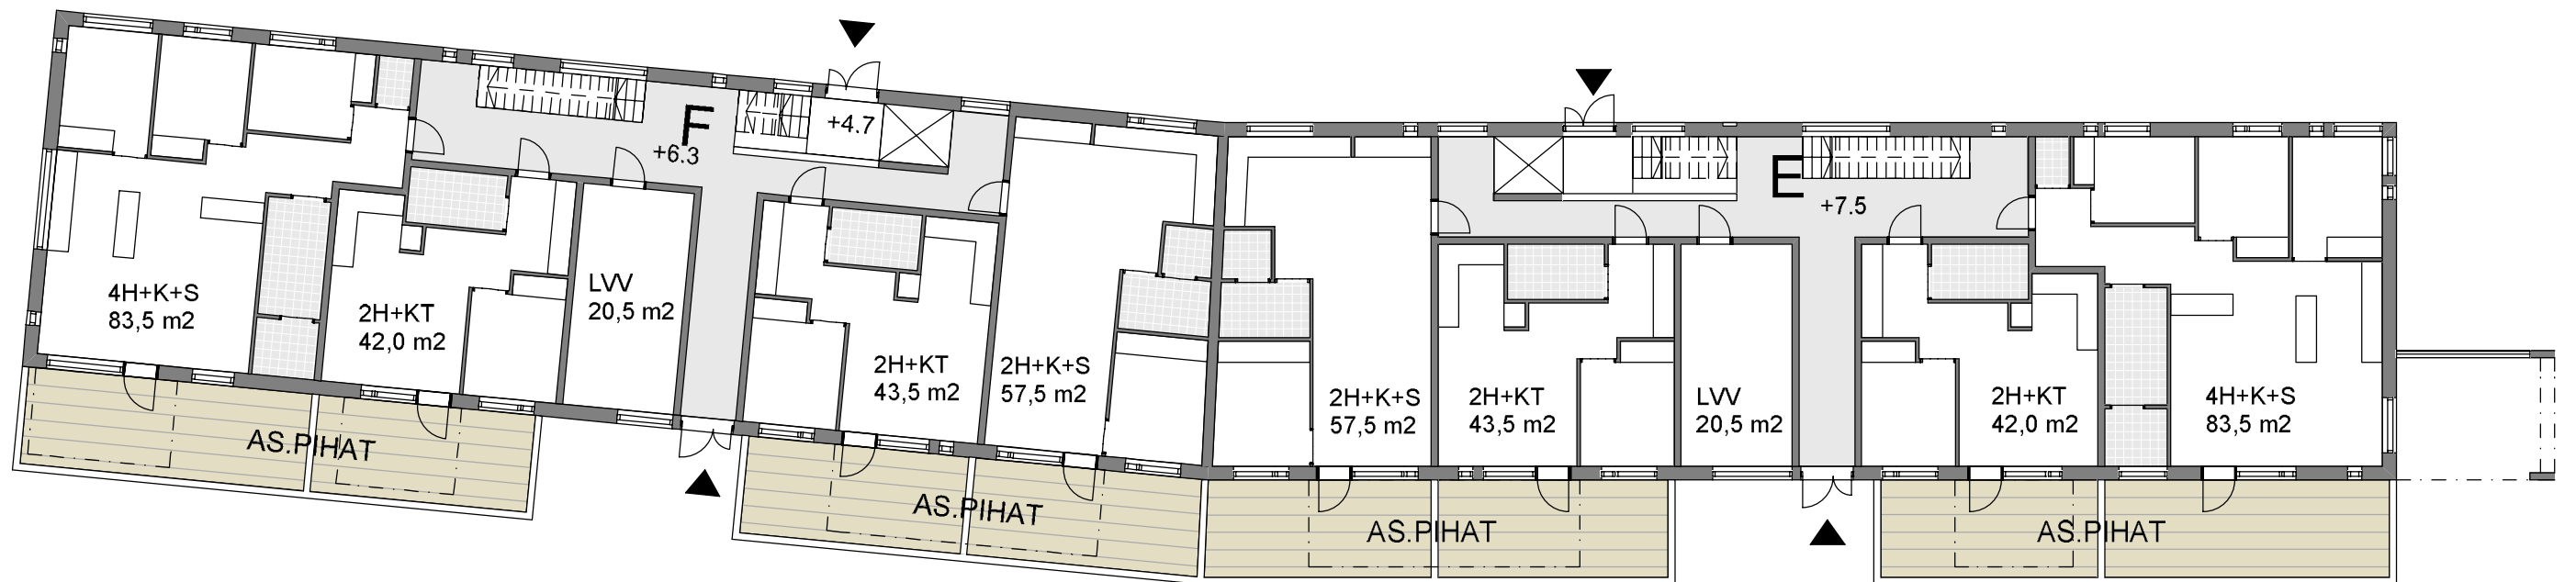 F
+4.7
+6.3
4H+K+S
83,5 m2
2H+KT
42,0 m2
LVV
20,5 m2
2H+KT
43,5 m2
2H+K+S
57,5 m2
AS.PIHAT
AS.PIHAT
E
+7.5
2H+K+S
57,5 m2
2H+KT
43,5 m2
LVV
20,5 m2
2H+KT
42,0 m2
4H+K+S
83,5 m2
AS.PIHAT
AS.PIHAT